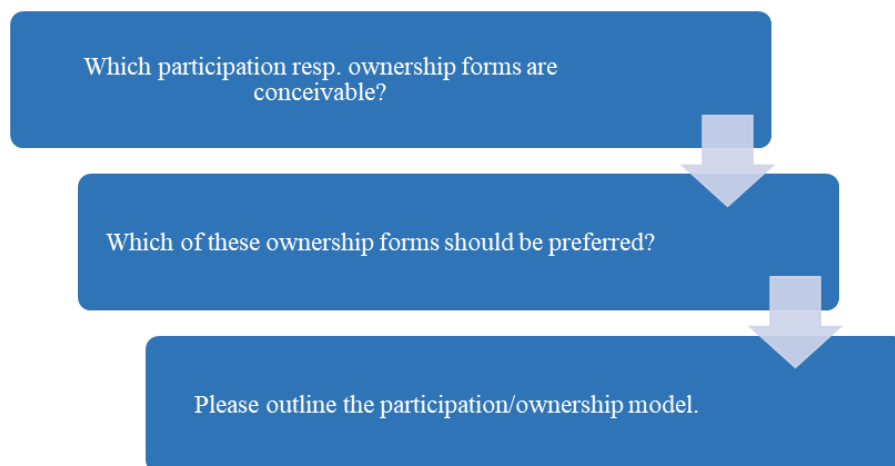 Which participation resp. ownership forms are
conceivable?
Which of these ownership forms should be preferred?
Please outline the participation/ownership model.